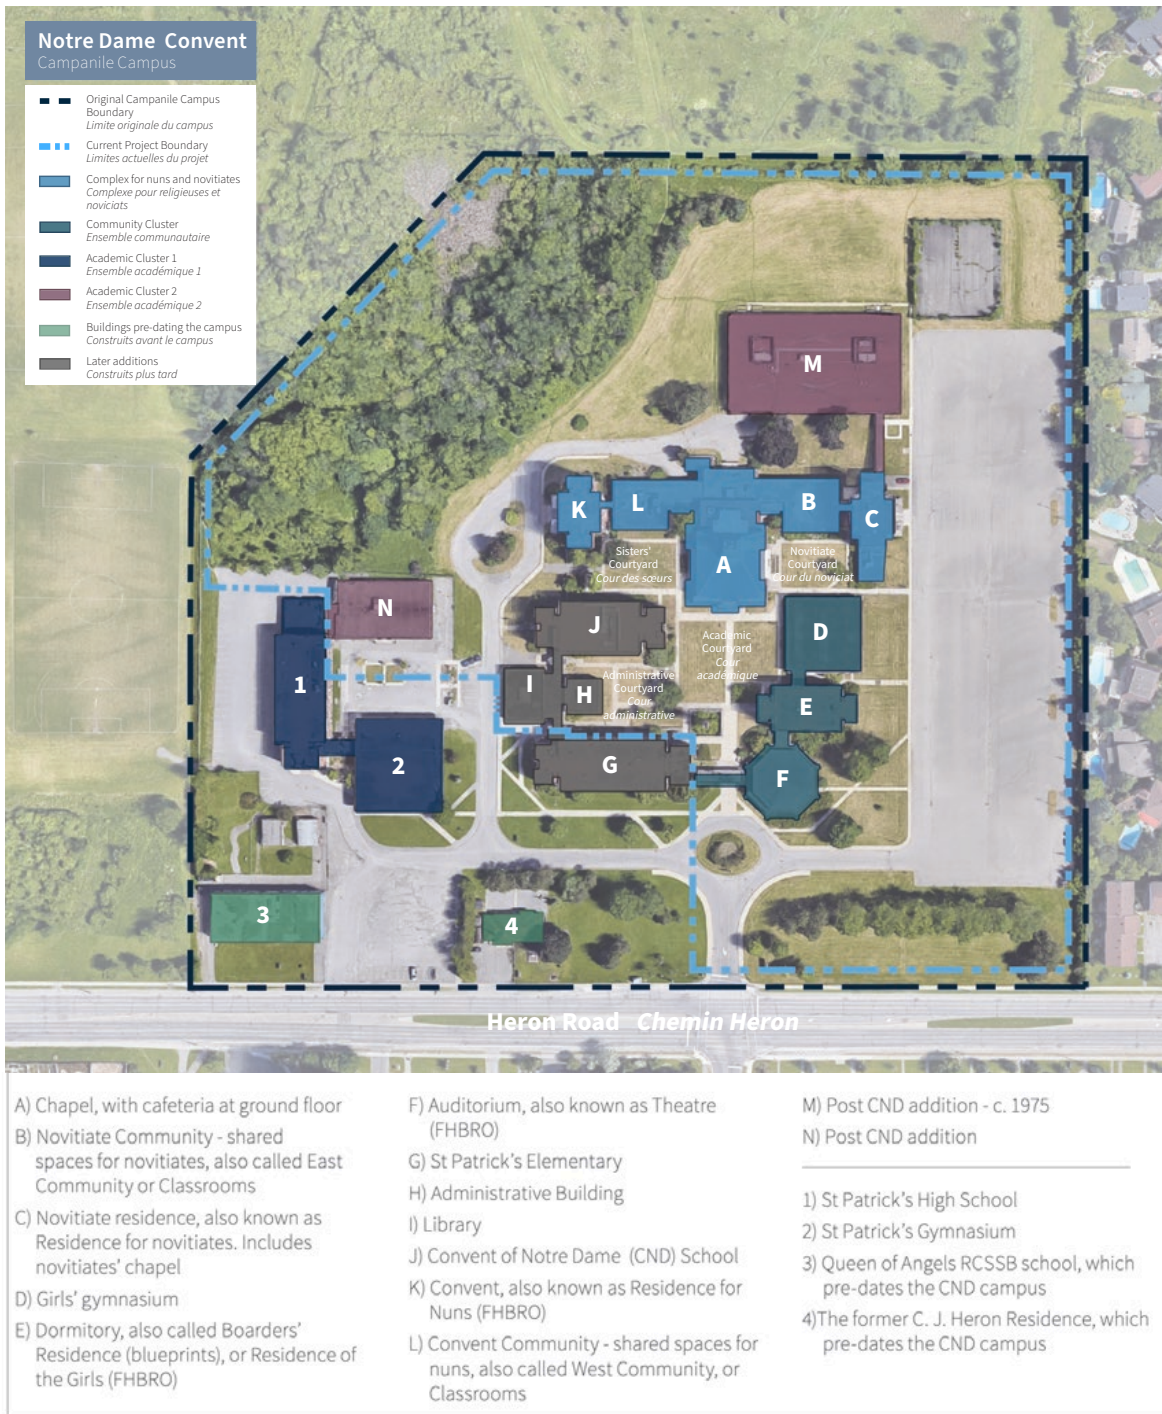 Notre Dame Convent
Campanile Campus
Original Campanile Campus
Boundary
Limite originale du campus
Current Project Boundary
Limites actuelles du projet
Complex for nuns and novitiates
Complexe pour religieuses et
noviciats
Community Cluster
Ensemble communautaire
Academic Cluster 1
Ensemble académique 1
Academic Cluster 2
Ensemble académique 2
Buildings pre-dating the campus
Construits avant le campus
Later additions
Construits plus tard
M
K
L
B
C
A
Sisters'
Courtyard
Cour des sœurs
Novitiate
Courtyard
Cour du noviciat
N
J
D
Academic
Courtyard
Cour
académique
1
I
H
Administrative
Courtyard
Cour
administrative
E
2
G
F
3
4
Heron Road Chemin Heron
A) Chapel, with cafeteria at ground floor
B) Novitiate Community - shared
spaces for novitiates, also called East
Community or Classrooms
C) Novitiate residence, also known as
Residence for novitiates. Includes
novitiates' chapel
D) Girls' gymnasium
E) Dormitory, also called Boarders'
Residence (blueprints), or Residence of
the Girls (FHBRO)
F) Auditorium, also known as Theatre
(FHBRO)
G) St Patrick's Elementary
H) Administrative Building
I) Library
J) Convent of Notre Dame (CND) School
K) Convent, also known as Residence for
Nuns (FHBRO)
L) Convent Community - shared spaces for
nuns, also called West Community, or
Classrooms
M) Post CND addition - c. 1975
N) Post CND addition
1) St Patrick's High School
2) St Patrick's Gymnasium
3) Queen of Angels RCSSB school, which
pre-dates the CND campus
4)The former C. J. Heron Residence, which
pre-dates the CND campus